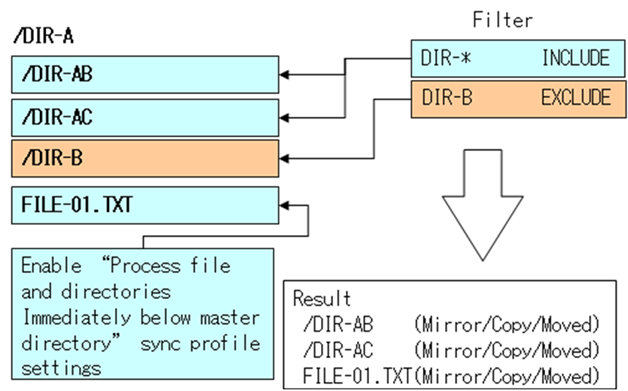 Filter
/DIR-A
DIR-* INCLUDE
/DIR-AB
DIR-B EXCLUDE
/DIR-AC
/DIR-B
FILE-01.TXT
Enable “Process file
and directories
Immediately below master
directory” sync profile
settings
Result
/DIR-AB (Mirror/Copy/Moved)
/DIR-AC (Mirror/Copy/Moved)
FILE-01.TXT(Mirror/Copy/Moved)